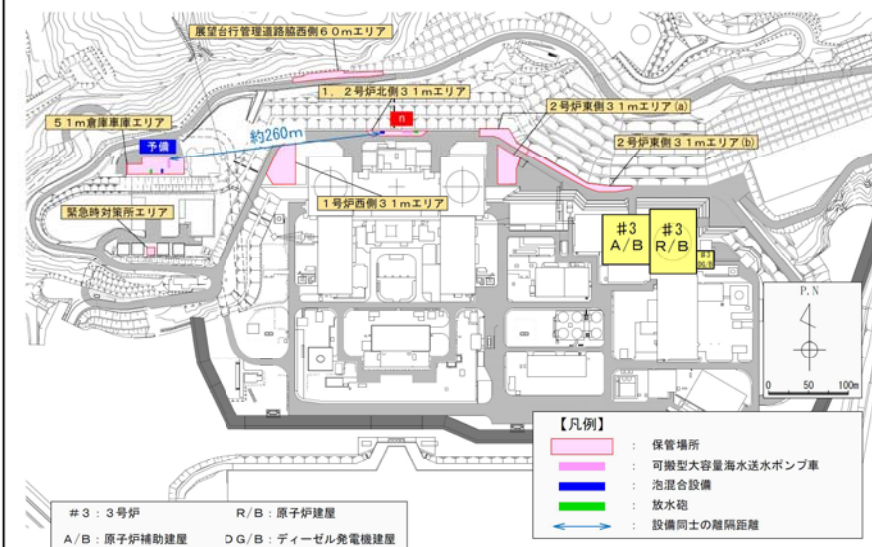 展望台行管理道路脇西側60mエリア
1，2号炉北側31mエリア
n
2号炉東側31mエリア(a)
51m倉庫車庫エリア
予備
約260m
2号炉東側31mエリア(b)
緊急時対策所エリア
1号炉西側31mエリア
#3
A/B
#3
R/B
#3
DG/B
P.N
0 50 100m
【凡例】
： 保管場所
： 可搬型大容量海水送水ポンプ車
： 泡混合設備
： 放水砲
： 設備同士の離隔距離
#3：3号炉 R/B：原子炉建屋
A/B：原子炉補助建屋 DG/B：ディーゼル発電機建屋